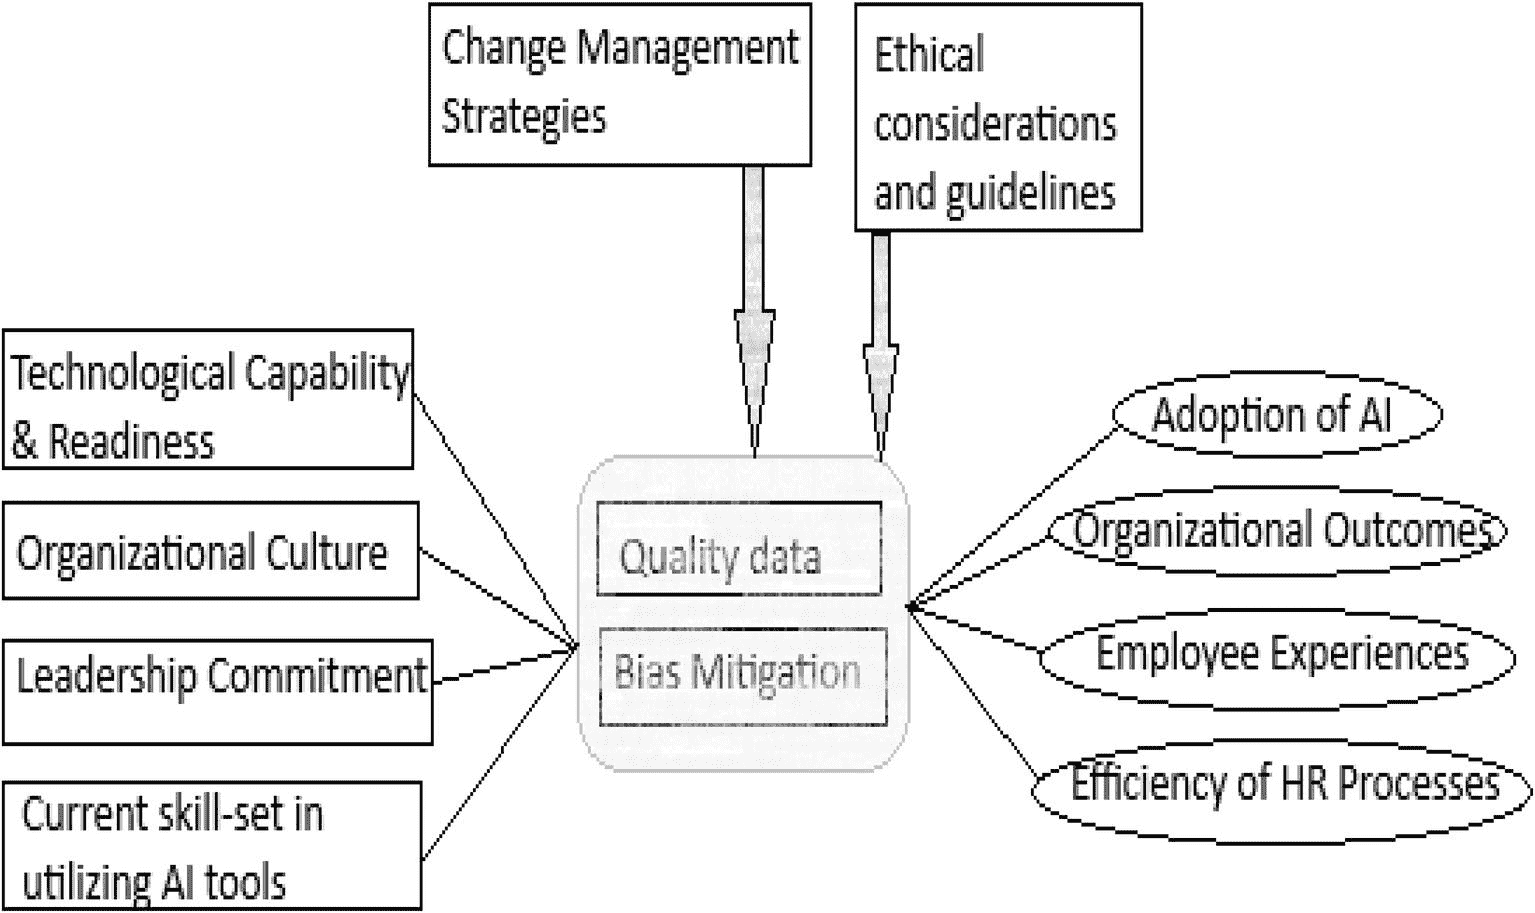 Change Management
Strategies
Ethical
considerations
and guidelines
Technological Capability
& Readiness
Organizational Culture
Leadership Commitment
Current skill-set in
utilizing AI tools
Quality data
Bias Mitigation
Adoption of AI
Organizational Outcomes
Employee Experiences
Efficiency of HR Processes